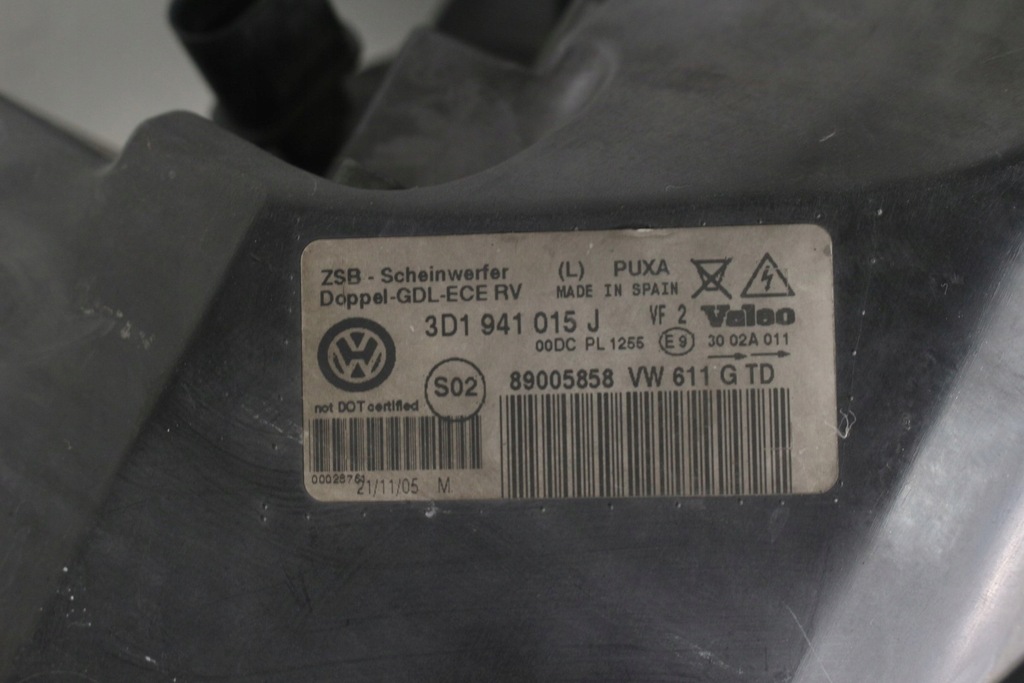 ZSB - Scheinwerfer (L) PUXA
Doppel-GDL-ECE RV MADE IN SPAIN
3D1 941 015 J VF 2 Valeo
00DC PL 1255 E9 30 02A 011
S02 89005858 VW 611 G TD
not DOT certified
21/11/05 M